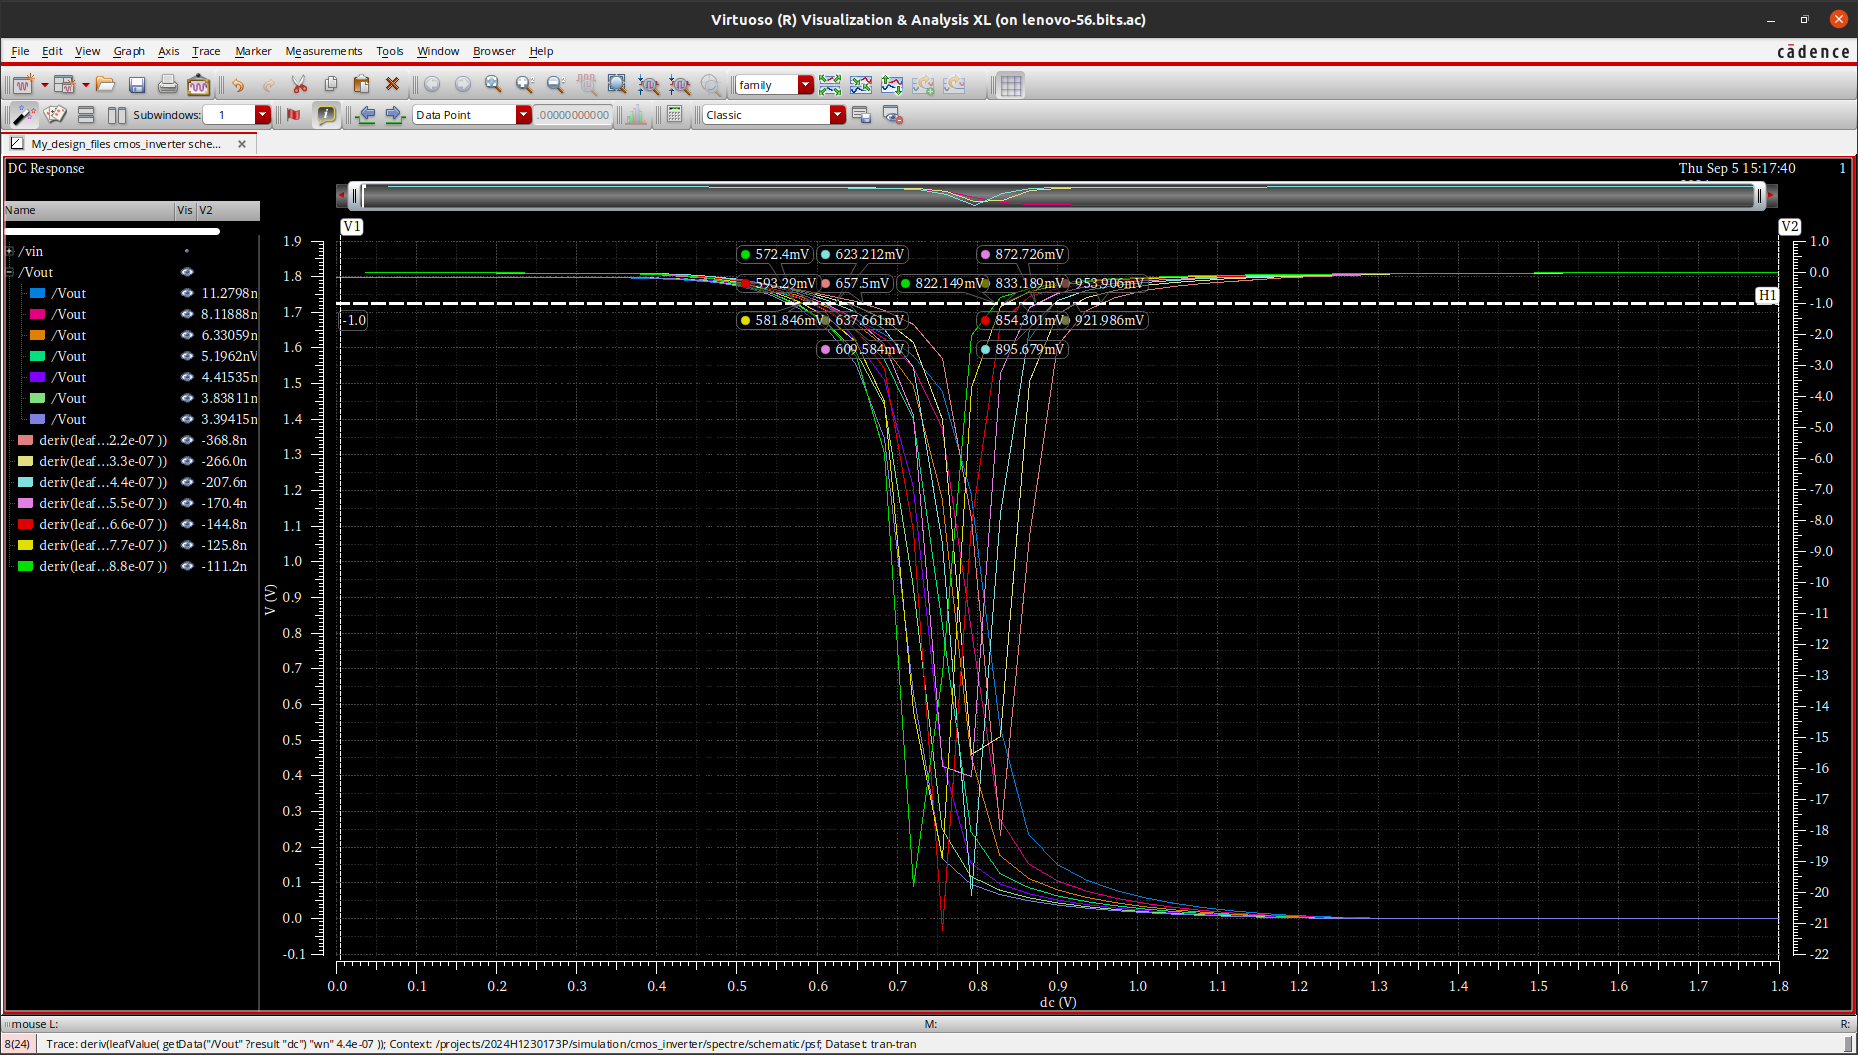 Virtuoso (R) Visualization & Analysis XL (on lenovo-56.bits.ac)
File Edit View Graph Axis Trace Marker Measurements Tools Window Browser Help
cādence
family
Subwindows: 1
Data Point
.00000000000
Classic
My_design_files cmos_inverter sche...
DC Response
Thu Sep 5 15:17:40
1
Name Vis V2
/vin
/Vout
/Vout 11.2798n
/Vout 8.11888n
/Vout 6.33059n
/Vout 5.1962nV
/Vout 4.41535n
/Vout 3.83811n
/Vout 3.39415n
deriv(leaf...2.2e-07 )) -368.8n
deriv(leaf...3.3e-07 )) -266.0n
deriv(leaf...4.4e-07 )) -207.6n
deriv(leaf...5.5e-07 )) -170.4n
deriv(leaf...6.6e-07 )) -144.8n
deriv(leaf...7.7e-07 )) -125.8n
deriv(leaf...8.8e-07 )) -111.2n
V1
V2
H1
-1.0
572.4mV 623.212mV 872.726mV
593.29mV 657.5mV 822.149mV 833.189mV 953.906mV
581.846mV 637.661mV 854.301mV 921.986mV
609.584mV 895.679mV
V (V)
1.9
1.8
1.7
1.6
1.5
1.4
1.3
1.2
1.1
1.0
0.9
0.8
0.7
0.6
0.5
0.4
0.3
0.2
0.1
0.0
-0.1
1.0
0.0
-1.0
-2.0
-3.0
-4.0
-5.0
-6.0
-7.0
-8.0
-9.0
-10
-11
-12
-13
-14
-15
-16
-17
-18
-19
-20
-21
-22
0.0 0.1 0.2 0.3 0.4 0.5 0.6 0.7 0.8 0.9 1.0 1.1 1.2 1.3 1.4 1.5 1.6 1.7 1.8
dc (V)
mouse L: M: R:
8(24) Trace: deriv(leafValue( getData("/Vout" ?result "dc") "wn" 4.4e-07 )); Context: /projects/2024H1230173P/simulation/cmos_inverter/spectre/schematic/psf; Dataset: tran-tran